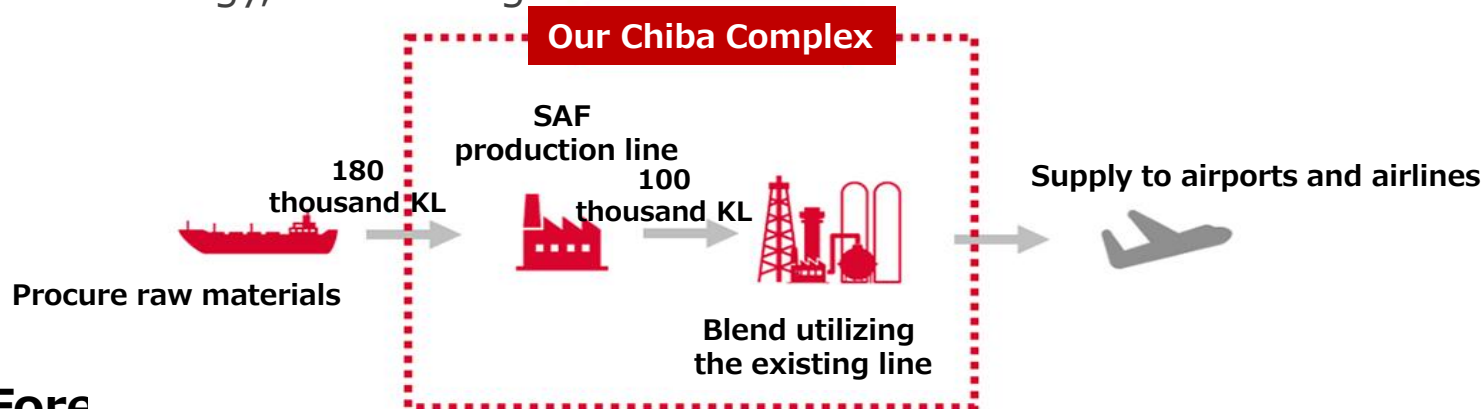 Our Chiba Complex
SAF
production line
180
thousand KL
100
thousand KL
Supply to airports and airlines
Procure raw materials
Blend utilizing
the existing line